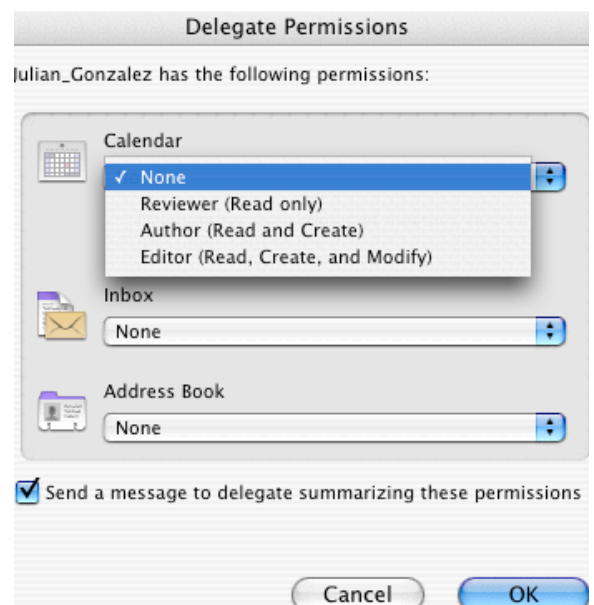 Delegate Permissions
Julian_Gonzalez has the following permissions:
Calendar
✓ None
Reviewer (Read only)
Author (Read and Create)
Editor (Read, Create, and Modify)
Inbox
None
Address Book
None
Send a message to delegate summarizing these permissions
Cancel OK